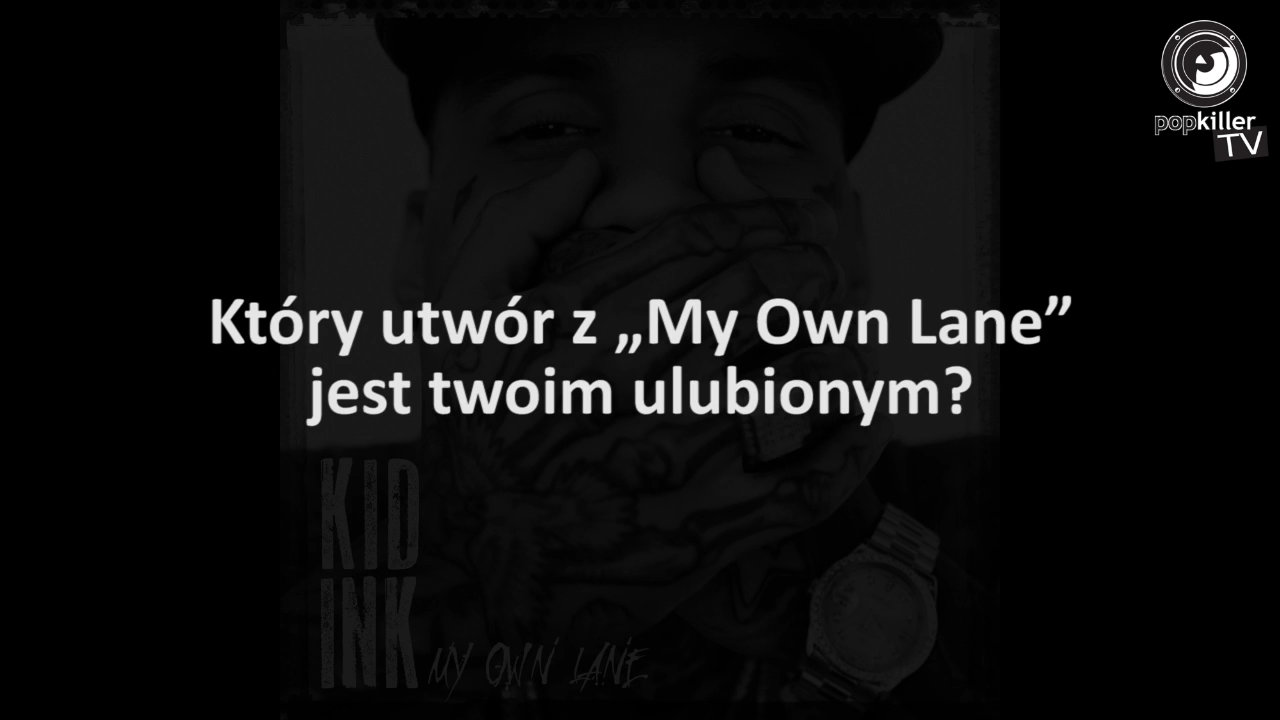 popkiller
TV
Który utwór z „My Own Lane”
jest twoim ulubionym?
KID
INK
MY OWN LANE